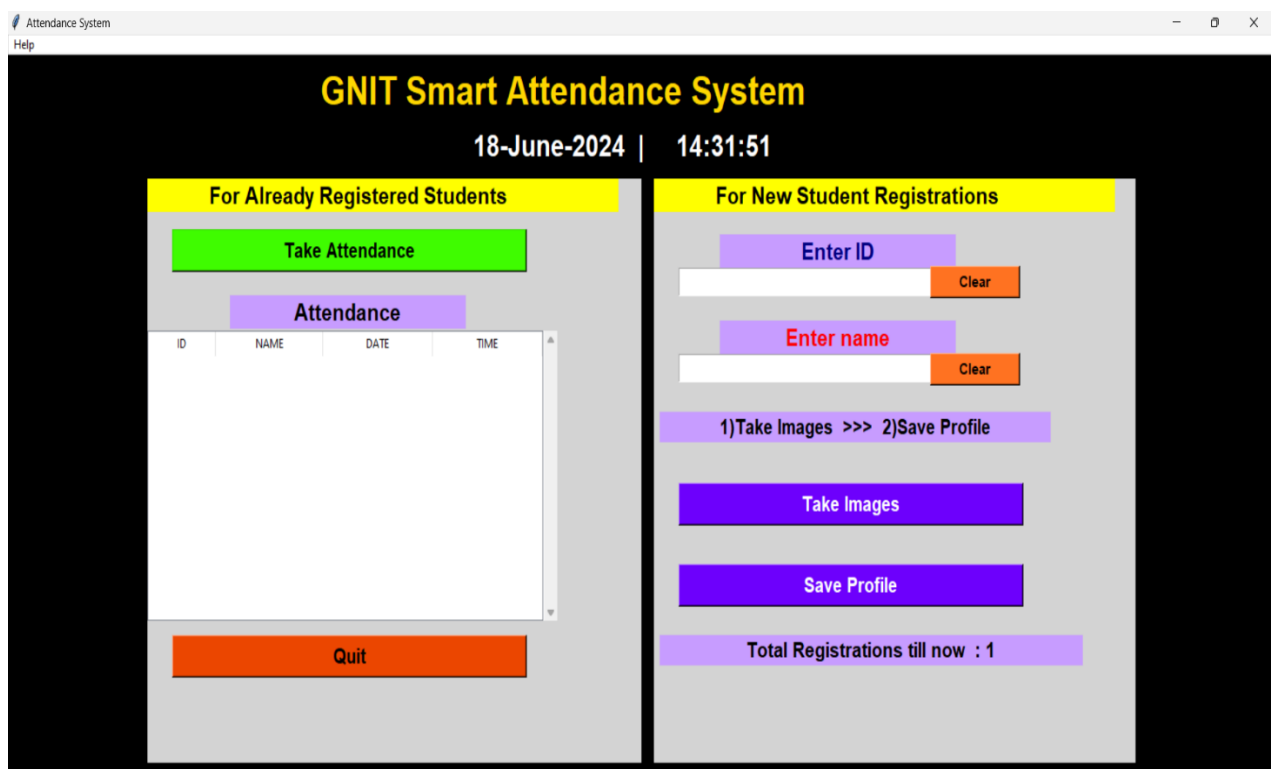 Attendance System
Help
GNIT Smart Attendance System
18-June-2024 | 14:31:51
For Already Registered Students
Take Attendance
Attendance
ID NAME DATE TIME
Quit
For New Student Registrations
Enter ID
Clear
Enter name
Clear
1)Take Images >>> 2)Save Profile
Take Images
Save Profile
Total Registrations till now : 1